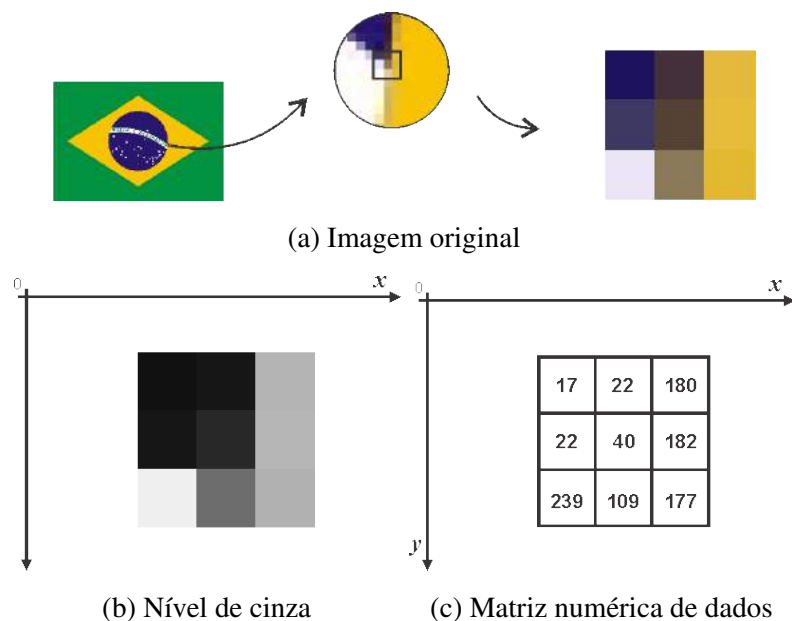 (a) Imagem original
0 x
0 x
17 22 180
22 40 182
239 109 177
y
(b) Nível de cinza
(c) Matriz numérica de dados